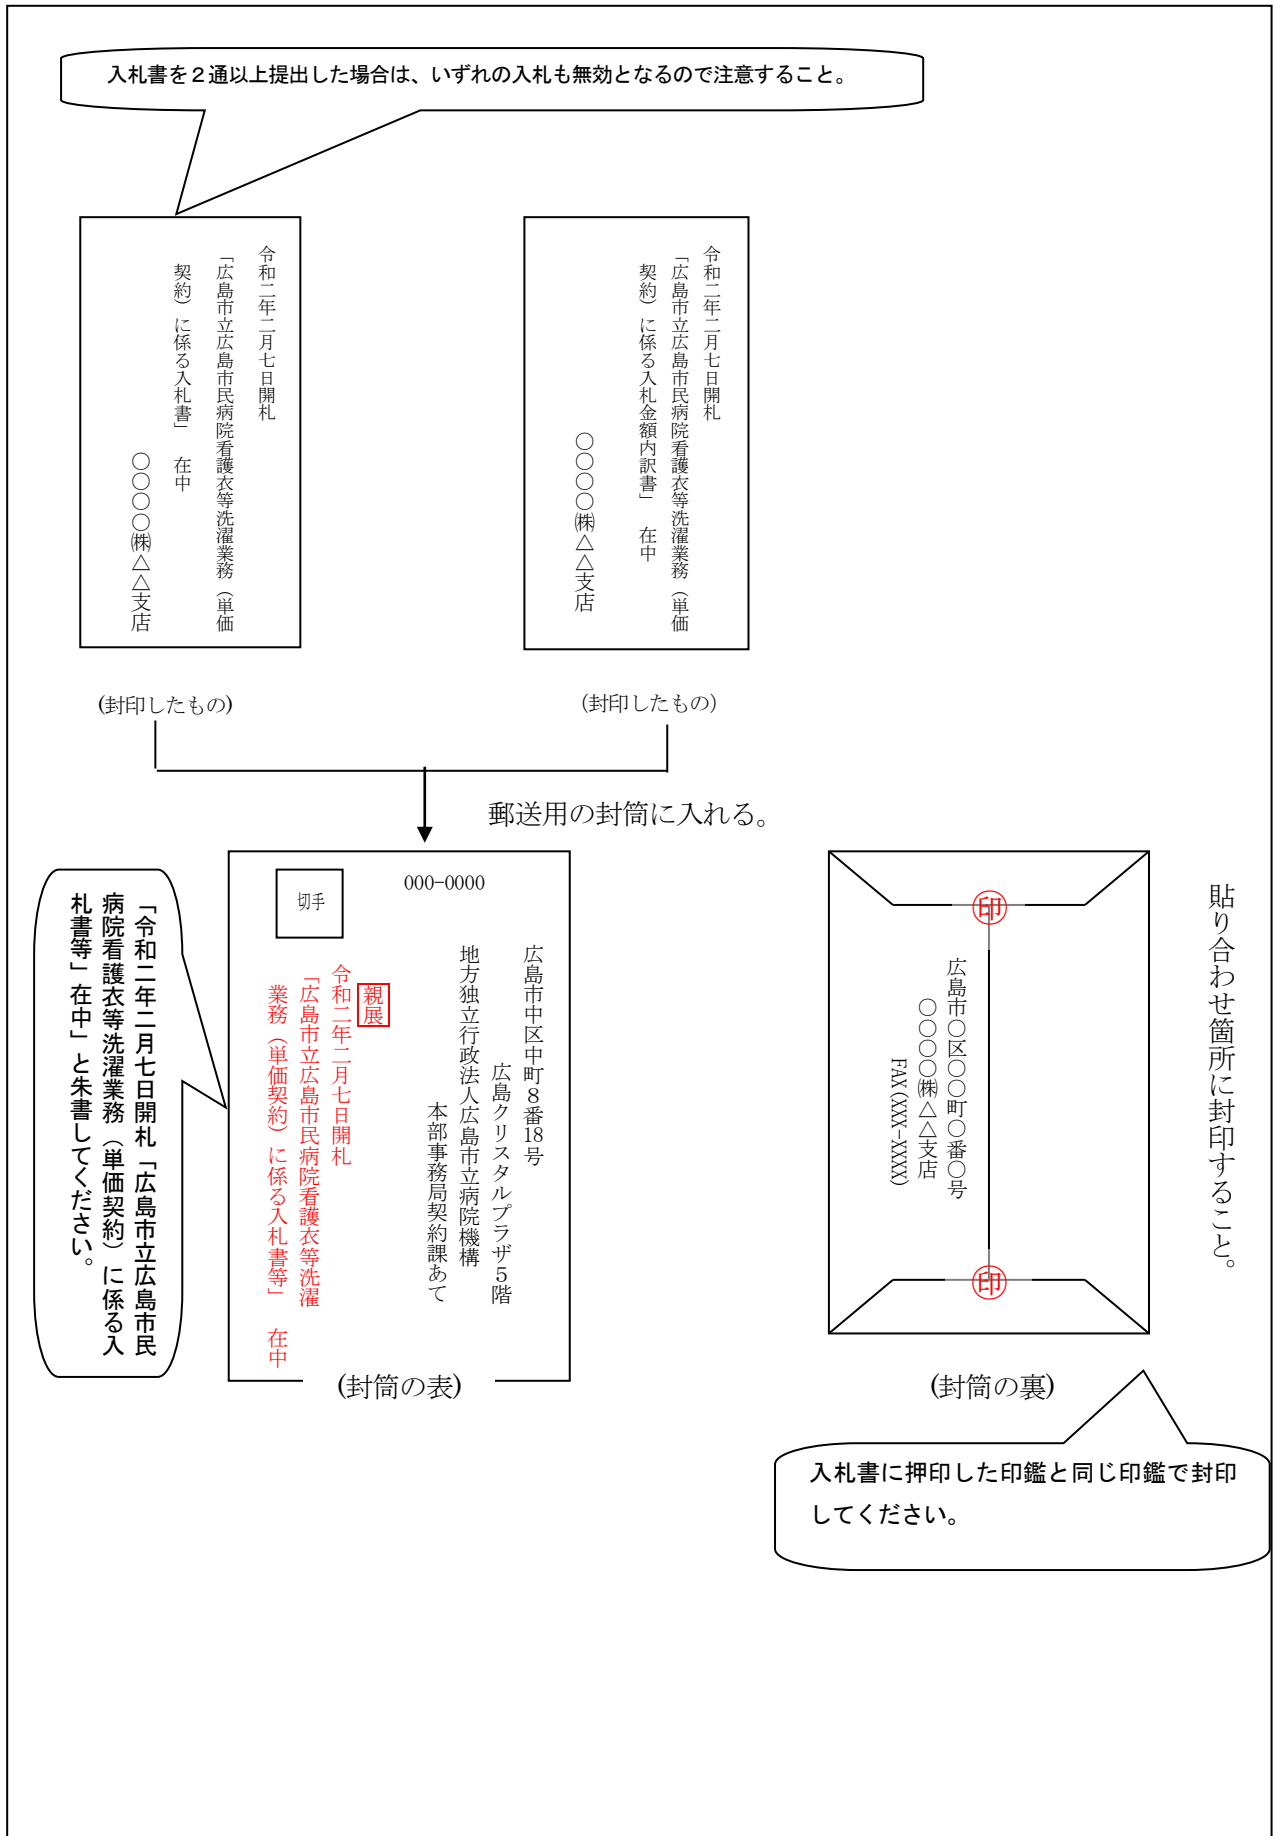 入札書を２通以上提出した場合は、いずれの入札も無効となるので注意すること。
令和二年二月七日開札
「広島市立広島市民病院看護衣等洗濯業務（単価
契約）に係る入札金額内訳書」　在中
〇〇〇〇㈱△△支店
令和二年二月七日開札
「広島市立広島市民病院看護衣等洗濯業務（単価
契約）に係る入札書」　在中
〇〇〇〇㈱△△支店
(封印したもの)
(封印したもの)
郵送用の封筒に入れる。
貼り合わせ箇所に封印すること。
印
広島市〇区〇〇町〇番〇号
〇〇〇〇㈱△△支店
FAX(XXX-XXXX)
印
000-0000
切手
広島市中区中町８番18号
広島クリスタルプラザ５階
地方独立行政法人広島市立病院機構
本部事務局契約課あて
親展
令和二年二月七日開札
「広島市立広島市民病院看護衣等洗濯
業務（単価契約）に係る入札書等」　在中
「令和二年二月七日開札「広島市立広島市民
病院看護衣等洗濯業務（単価契約）に係る入
札書等」在中」と朱書してください。
(封筒の表)
(封筒の裏)
入札書に押印した印鑑と同じ印鑑で封印
してください。